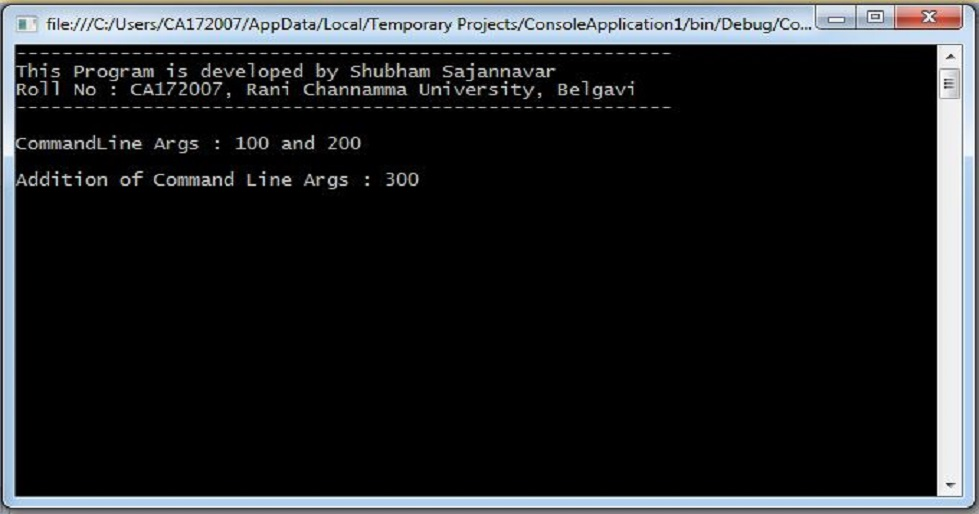 file:///C:/Users/CA172007/AppData/Local/Temporary Projects/ConsoleApplication1/bin/Debug/Co...
------------------------------------------------------------
This Program is developed by Shubham Sajannavar
Roll No : CA172007, Rani Channamma University, Belgavi
------------------------------------------------------------
CommandLine Args : 100 and 200
Addition of Command Line Args : 300